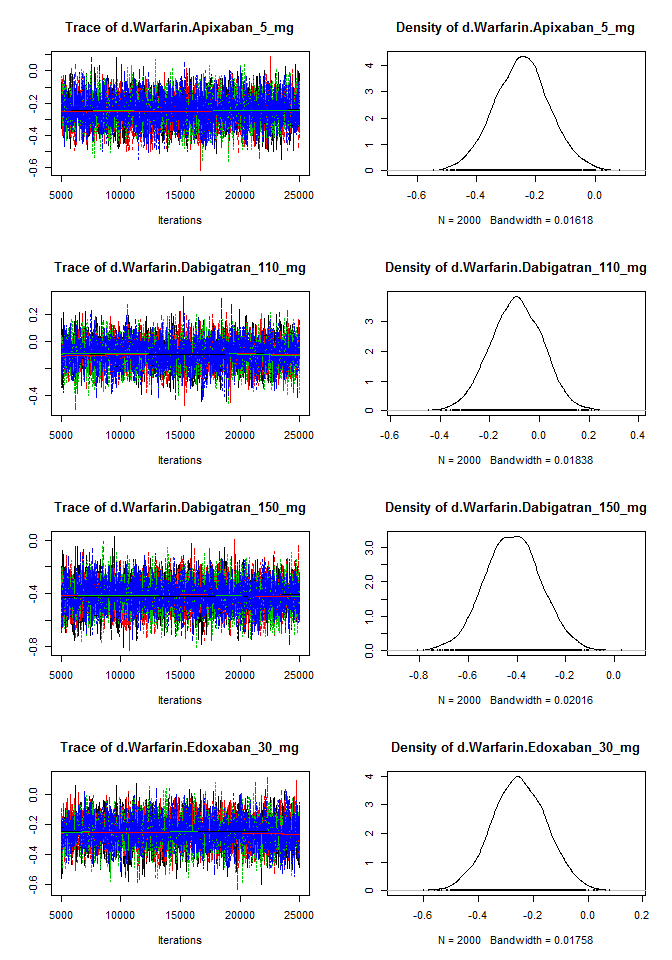 Trace of d.Warfarin.Apixaban_5_mg
0.0
-0.2
-0.4
-0.6
5000 10000 15000 20000 25000
Iterations
Density of d.Warfarin.Apixaban_5_mg
4
3
2
1
0
-0.6 -0.4 -0.2 0.0
N = 2000 Bandwidth = 0.01618
Trace of d.Warfarin.Dabigatran_110_mg
0.2
0.0
-0.4
5000 10000 15000 20000 25000
Iterations
Density of d.Warfarin.Dabigatran_110_mg
3
2
1
0
-0.6 -0.4 -0.2 0.0 0.2 0.4
N = 2000 Bandwidth = 0.01838
Trace of d.Warfarin.Dabigatran_150_mg
0.0
-0.4
-0.8
5000 10000 15000 20000 25000
Iterations
Density of d.Warfarin.Dabigatran_150_mg
3.0
2.0
1.0
0.0
-0.8 -0.6 -0.4 -0.2 0.0
N = 2000 Bandwidth = 0.02016
Trace of d.Warfarin.Edoxaban_30_mg
0.0
-0.2
-0.4
-0.6
5000 10000 15000 20000 25000
Iterations
Density of d.Warfarin.Edoxaban_30_mg
4
3
2
1
0
-0.6 -0.4 -0.2 0.0 0.2
N = 2000 Bandwidth = 0.01758